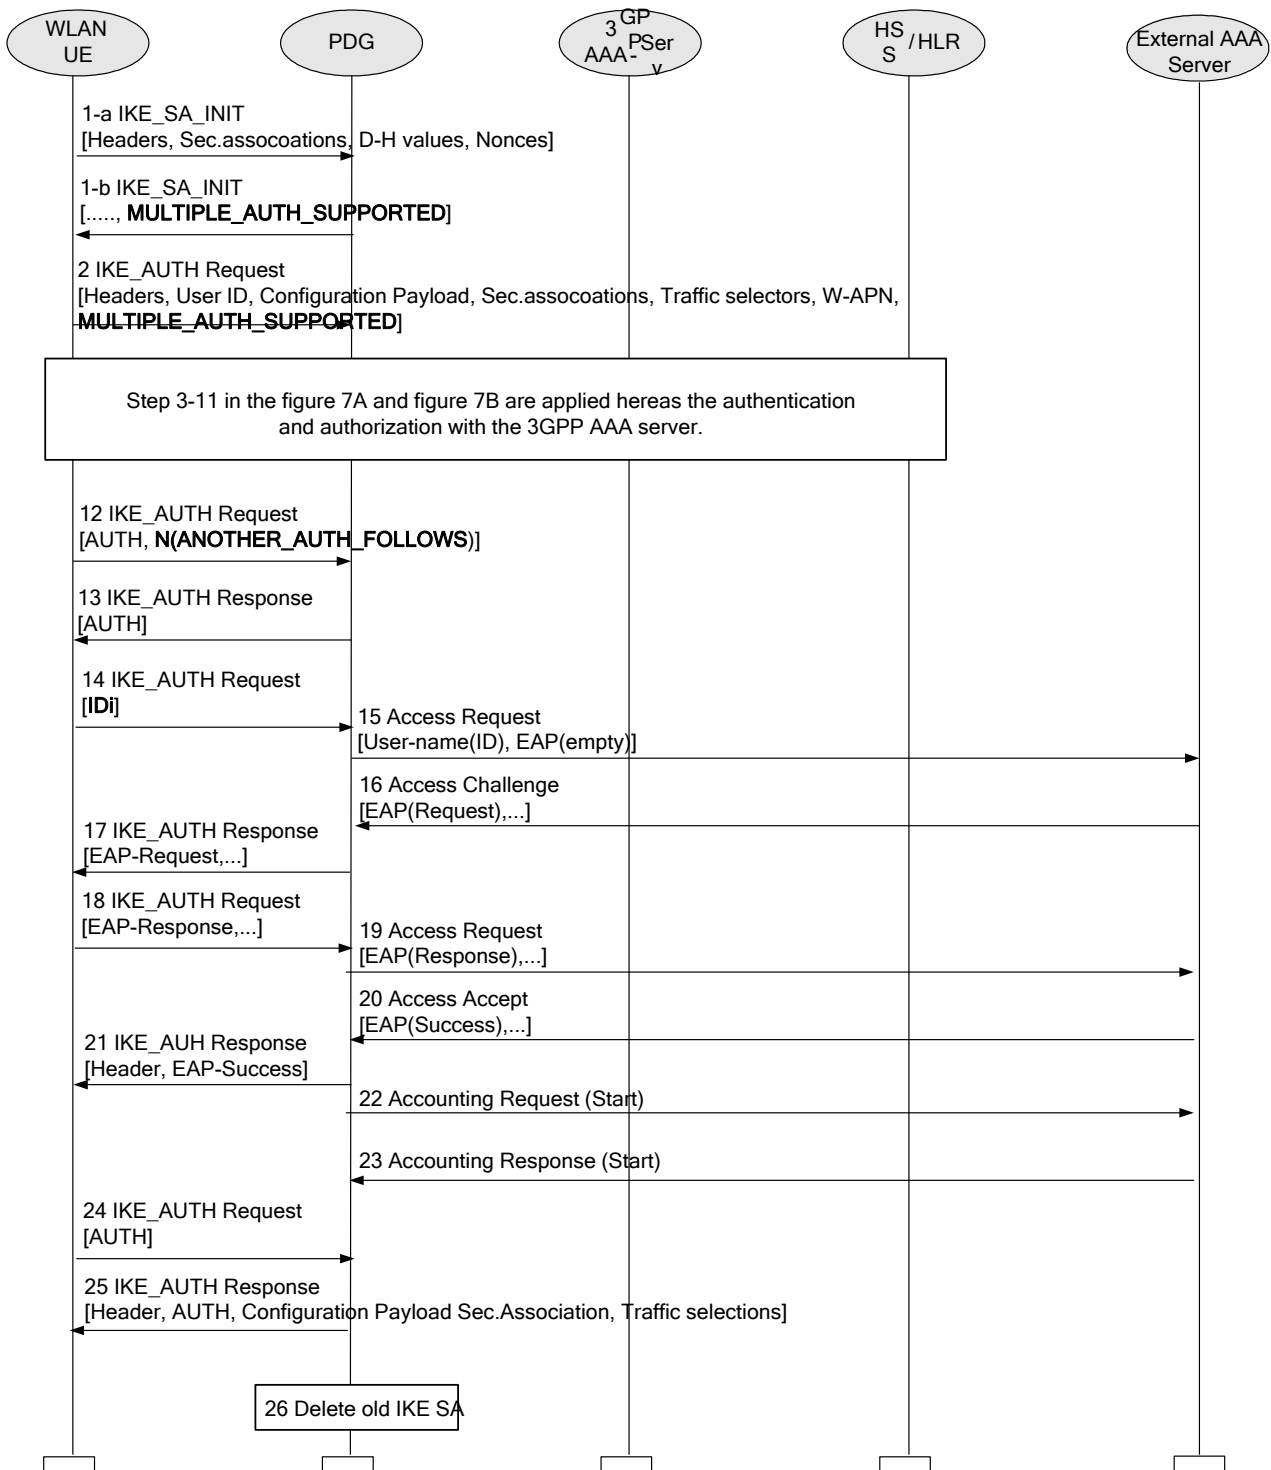 WLAN
UE
PDG
3GPP
AAA-Serv
HSS/HLR
External AAA
Server
1-a IKE_SA_INIT
[Headers, Sec.assocoations, D-H values, Nonces]
1-b IKE_SA_INIT
[....., MULTIPLE_AUTH_SUPPORTED]
2 IKE_AUTH Request
[Headers, User ID, Configuration Payload, Sec.assocoations, Traffic selectors, W-APN,
MULTIPLE_AUTH_SUPPORTED]
Step 3-11 in the figure 7A and figure 7B are applied hereas the authentication
and authorization with the 3GPP AAA server.
12 IKE_AUTH Request
[AUTH, N(ANOTHER_AUTH_FOLLOWS)]
13 IKE_AUTH Response
[AUTH]
14 IKE_AUTH Request
[IDi]
15 Access Request
[User-name(ID), EAP(empty)]
16 Access Challenge
[EAP(Request),...]
17 IKE_AUTH Response
[EAP-Request,...]
18 IKE_AUTH Request
[EAP-Response,...]
19 Access Request
[EAP(Response),...]
20 Access Accept
[EAP(Success),...]
21 IKE_AUH Response
[Header, EAP-Success]
22 Accounting Request (Start)
23 Accounting Response (Start)
24 IKE_AUTH Request
[AUTH]
25 IKE_AUTH Response
[Header, AUTH, Configuration Payload Sec.Association, Traffic selections]
26 Delete old IKE SA